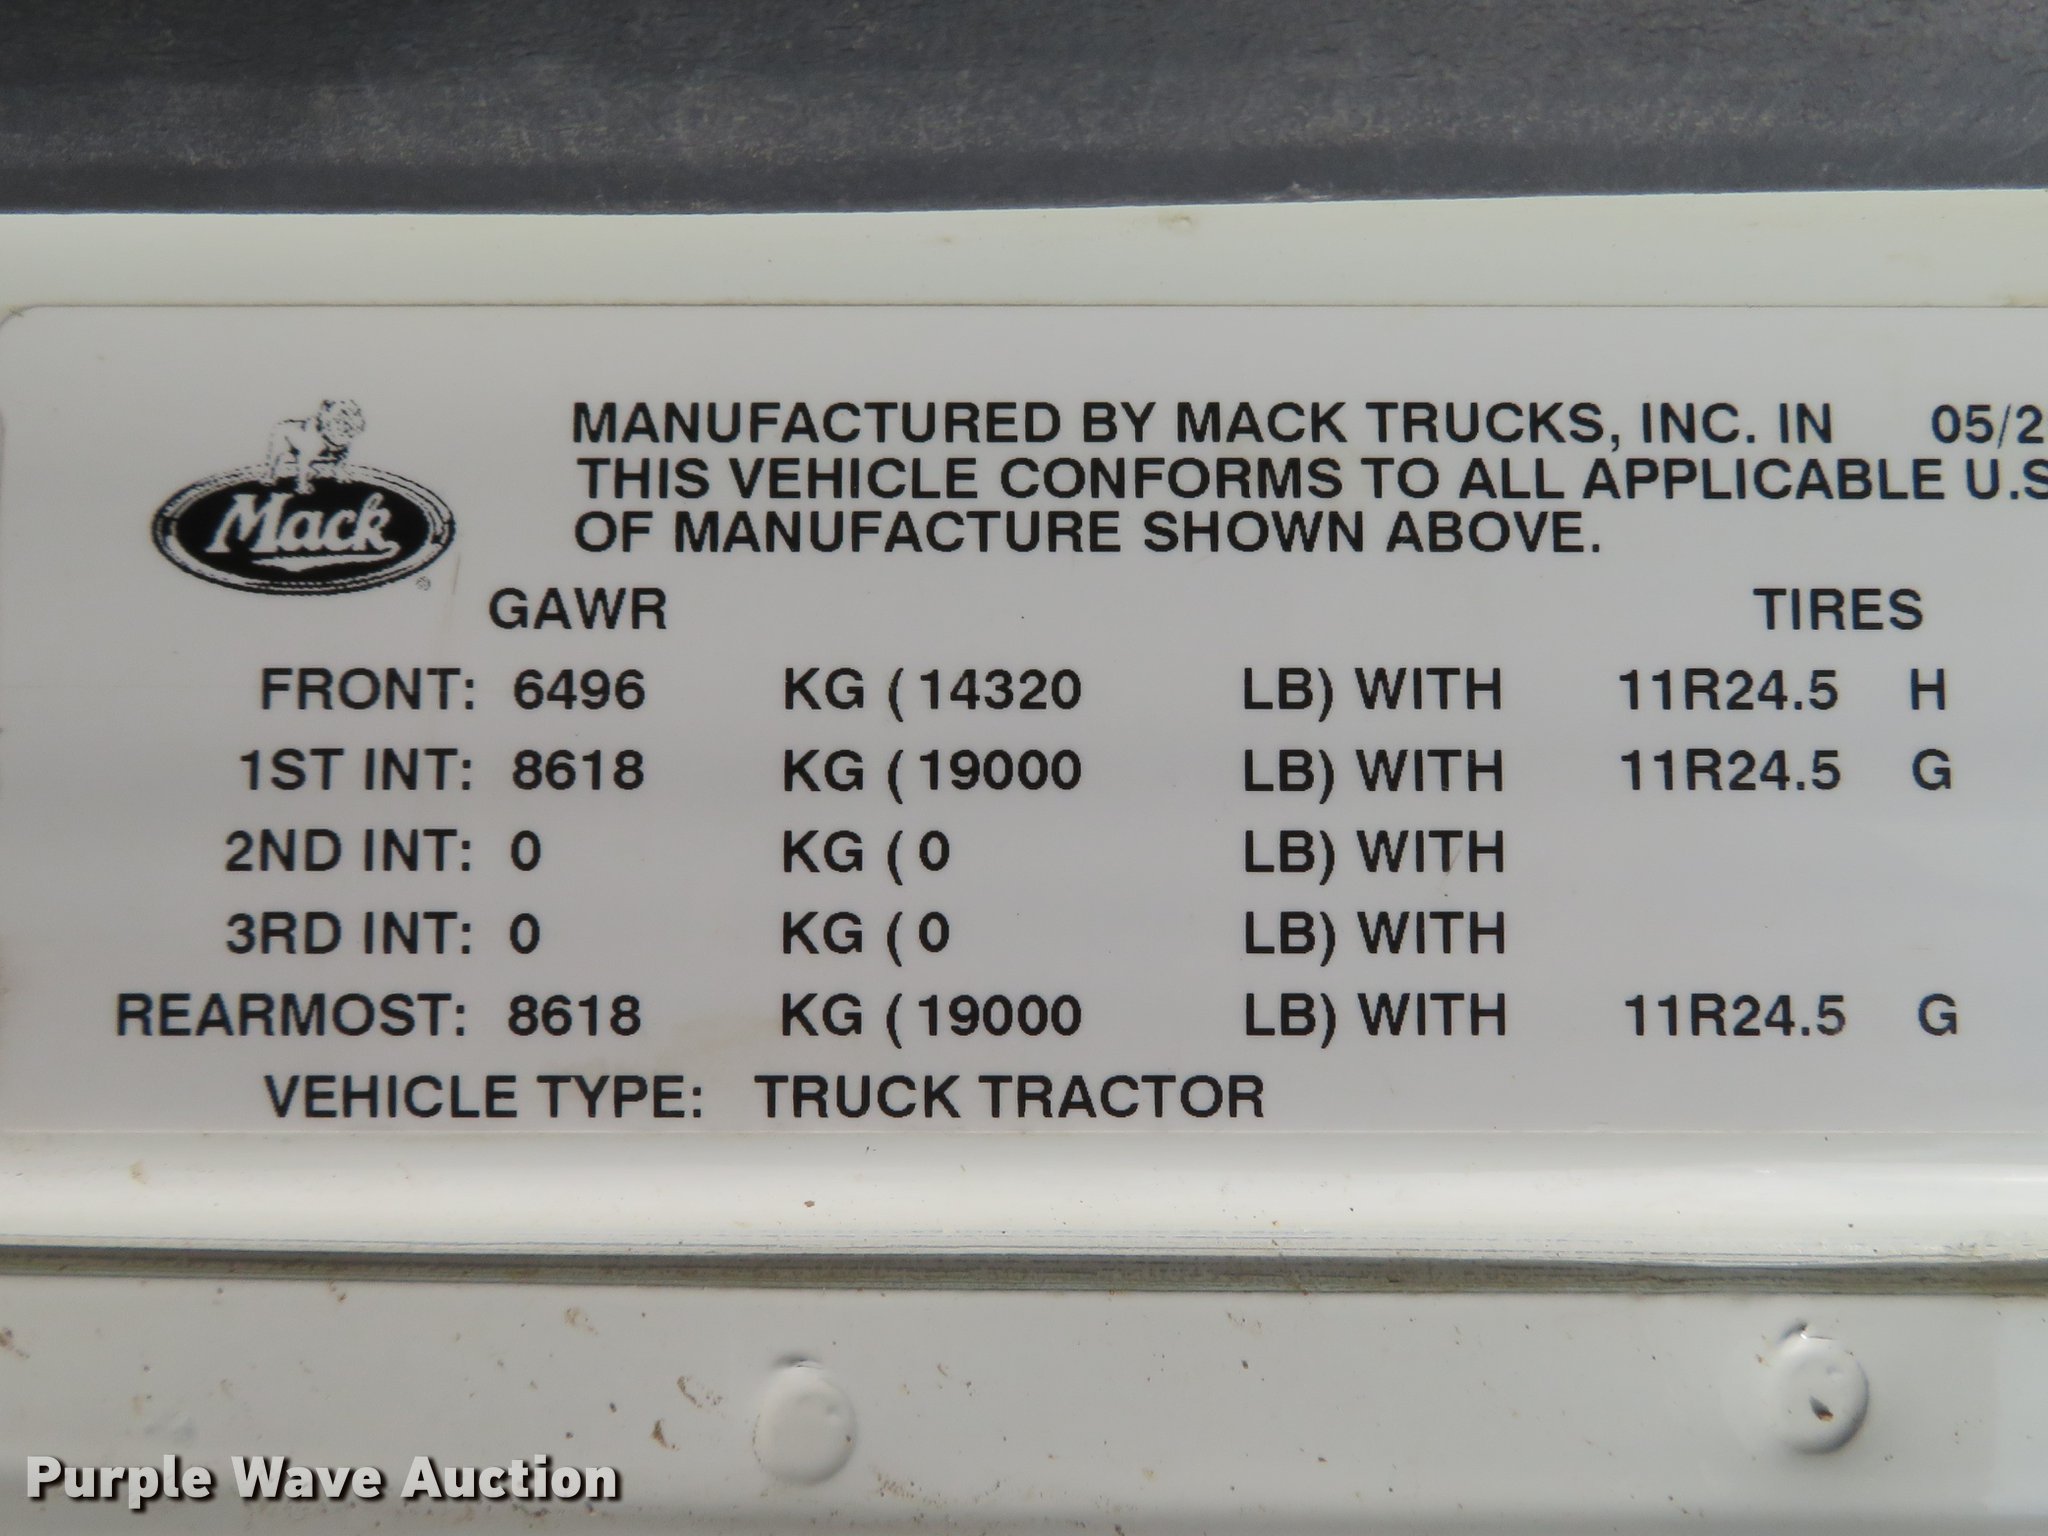 MANUFACTURED BY MACK TRUCKS, INC. IN 05/2
THIS VEHICLE CONFORMS TO ALL APPLICABLE U.S
OF MANUFACTURE SHOWN ABOVE.
Mack ®
GAWR TIRES
FRONT: 6496 KG (14320 LB) WITH 11R24.5 H
1ST INT: 8618 KG (19000 LB) WITH 11R24.5 G
2ND INT: 0 KG (0 LB) WITH
3RD INT: 0 KG (0 LB) WITH
REARMOST: 8618 KG (19000 LB) WITH 11R24.5 G
VEHICLE TYPE: TRUCK TRACTOR
Purple Wave Auction